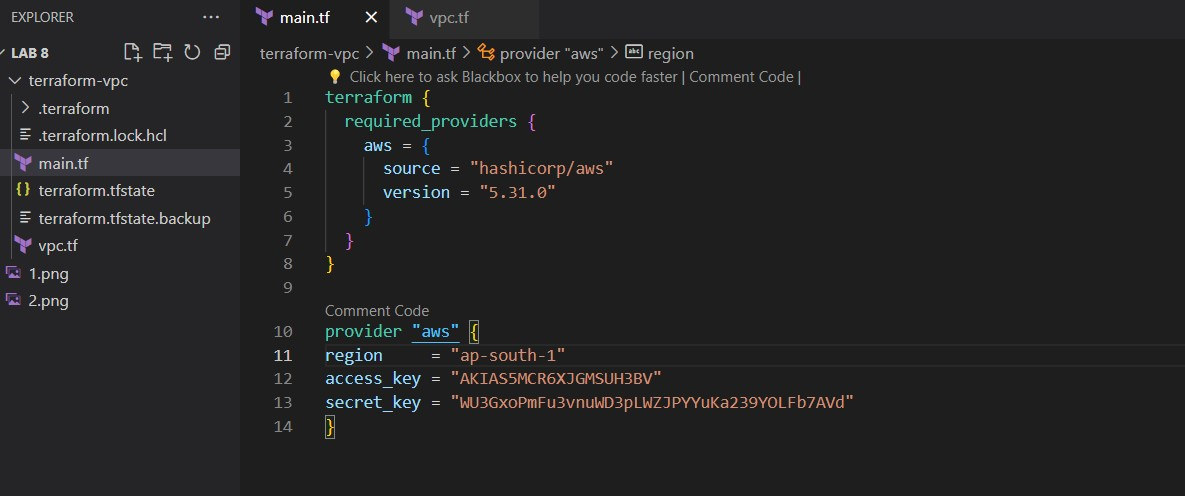 EXPLORER ...
LAB 8
terraform-vpc
.terraform
.terraform.lock.hcl
main.tf
terraform.tfstate
terraform.tfstate.backup
vpc.tf
1.png
2.png
main.tf
vpc.tf
terraform-vpc > main.tf > provider "aws" > abc region
Click here to ask Blackbox to help you code faster | Comment Code |
1 terraform {
2   required_providers {
3     aws = {
4       source = "hashicorp/aws"
5       version = "5.31.0"
6     }
7   }
8 }
9
Comment Code
10 provider "aws" {
11 region     = "ap-south-1"
12 access_key = "AKIAS5MCR6XJGMSUH3BV"
13 secret_key = "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"
14 }